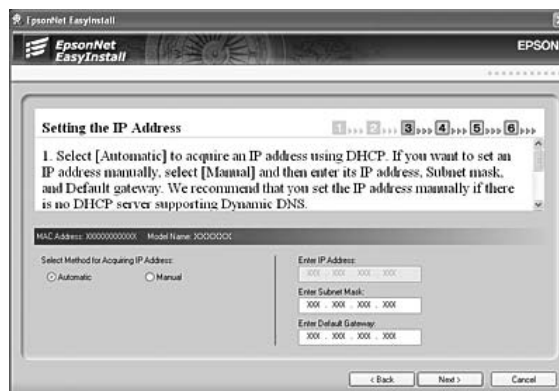 EpsonNet EasyInstall
EpsonNet
EasyInstall
EPSON
Setting the IP Address
1 »»» 2 »»» 3 »»» 4 »»» 5 »»» 6 »»»
1. Select [Automatic] to acquire an IP address using DHCP. If you want to set an
IP address manually, select [Manual] and then enter its IP address, Subnet mask,
and Default gateway. We recommend that you set the IP address manually if there
is no DHCP server supporting Dynamic DNS.
MAC Address: XXXXXXXXXXXX Model Name: XXXXXXX
Select Method for Acquiring IP Address:
Automatic
Manual
Enter IP Address:
XXX . XXX . XXX . XXX
Enter Subnet Mask:
XXX . XXX . XXX . XXX
Enter Default Gateway:
XXX . XXX . XXX . XXX
< Back
Next >
Cancel